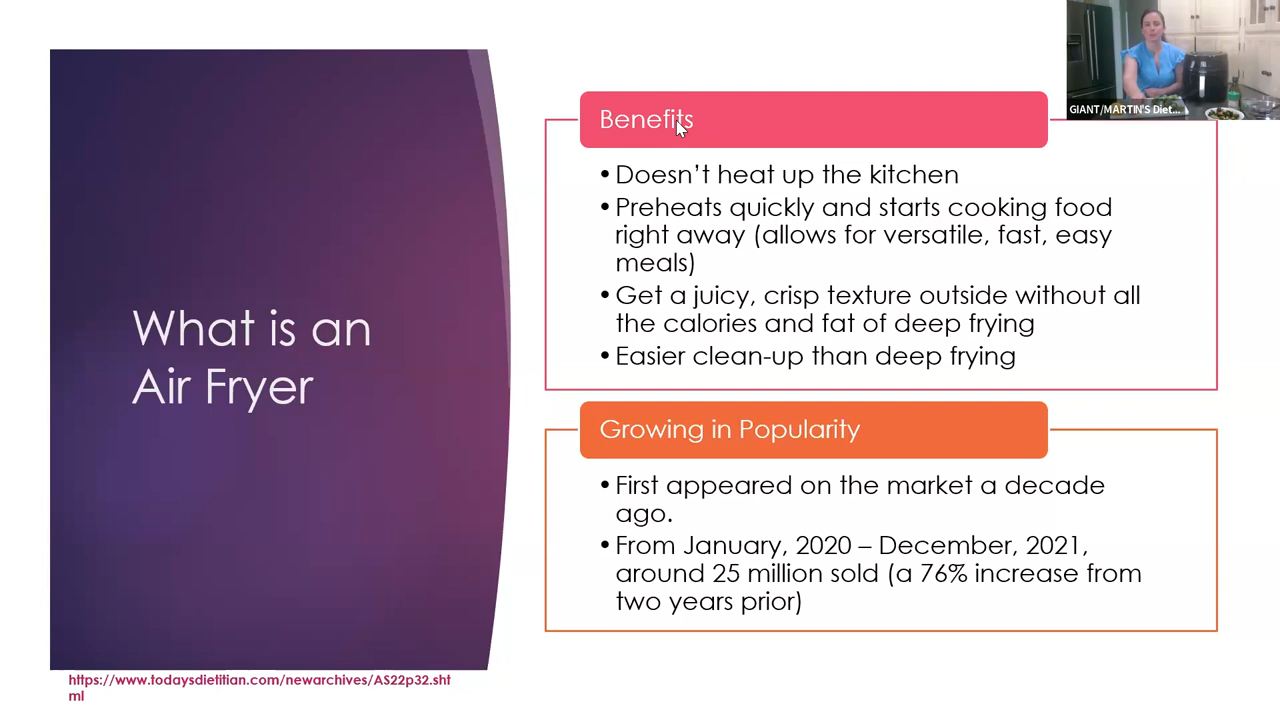 What is an
Air Fryer
https://www.todaysdietitian.com/newarchives/AS22p32.sht
ml
Benefits
• Doesn’t heat up the kitchen
• Preheats quickly and starts cooking food
right away (allows for versatile, fast, easy
meals)
• Get a juicy, crisp texture outside without all
the calories and fat of deep frying
• Easier clean-up than deep frying
Growing in Popularity
• First appeared on the market a decade
ago.
• From January, 2020 – December, 2021,
around 25 million sold (a 76% increase from
two years prior)
GIANT/MARTIN'S Diet...